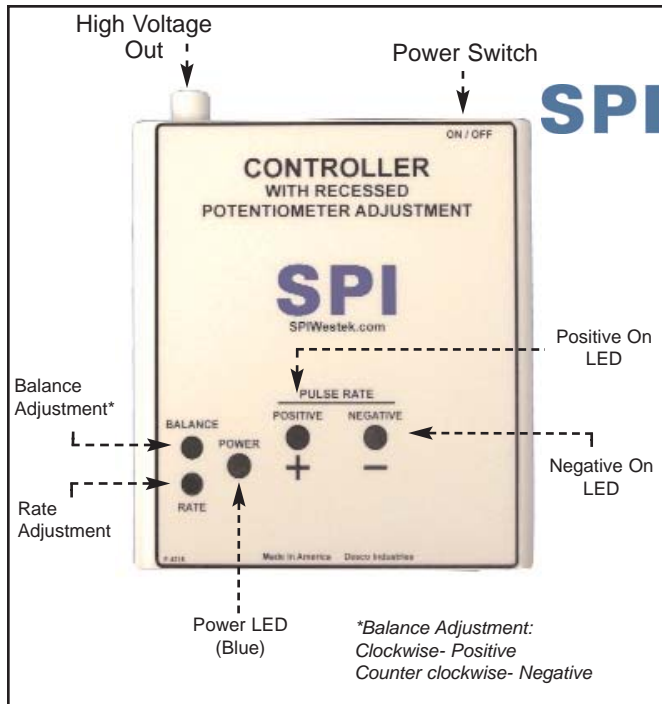 High Voltage
Out
Power Switch
SPI
ON / OFF
CONTROLLER
WITH RECESSED
POTENTIOMETER ADJUSTMENT
SPI
SPIWestek.com
Positive On
LED
PULSE RATE
Balance
Adjustment*
BALANCE
POWER
POSITIVE
NEGATIVE
+
−
Negative On
LED
Rate
Adjustment
RATE
Made In America Desco Industries
Power LED
(Blue)
*Balance Adjustment:
Clockwise- Positive
Counter clockwise- Negative